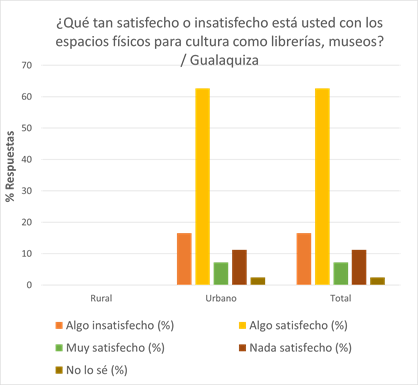 ¿Qué tan satisfecho o insatisfecho está usted con los
espacios físicos para cultura como librerías, museos?
/ Gualaquiza
% Respuestas
70
60
50
40
30
20
10
0
Rural Urbano Total
Algo insatisfecho (%) Algo satisfecho (%)
Muy satisfecho (%) Nada satisfecho (%)
No lo sé (%)